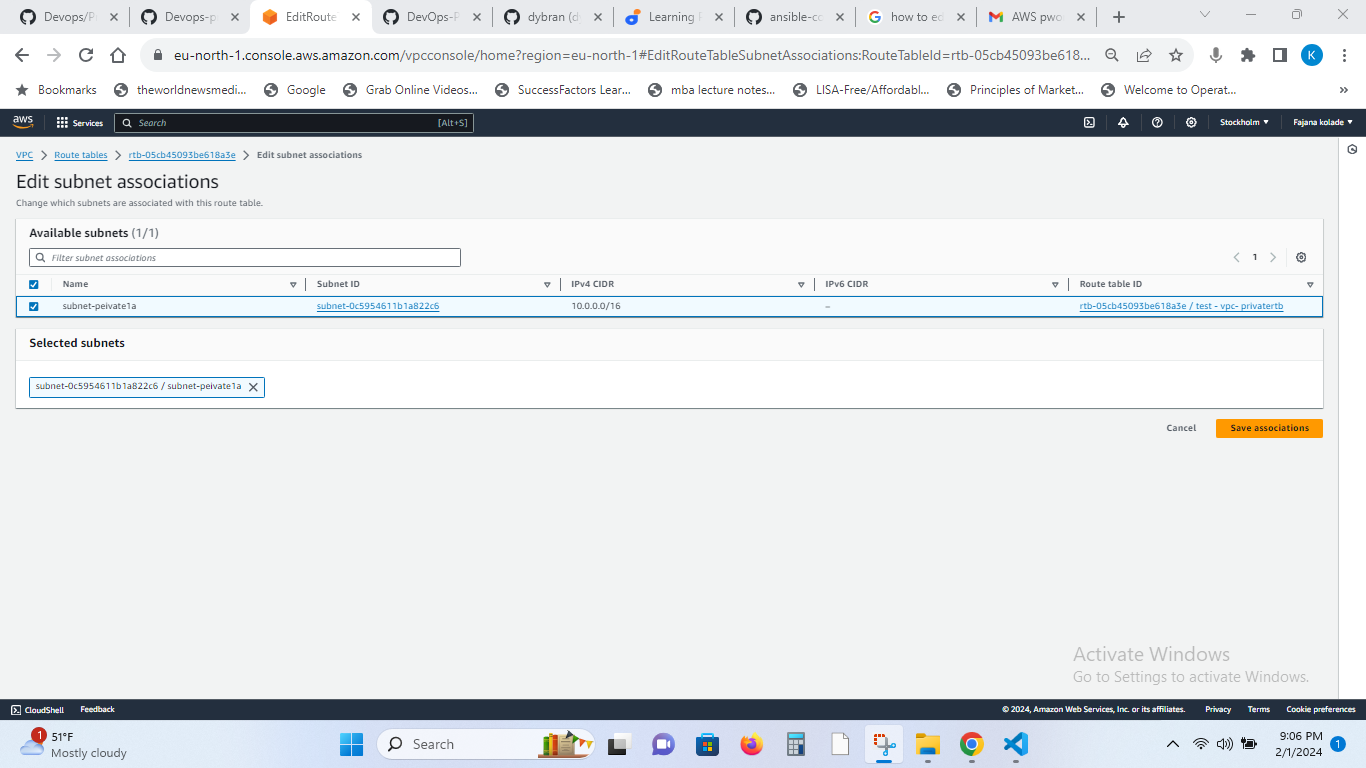 Devops/P
Devops-p
EditRoute
DevOps-P
dybran (d
Learning
ansible-co
how to ed
AWS pwo
eu-north-1.console.aws.amazon.com/vpcconsole/home?region=eu-north-1#EditRouteTableSubnetAssociations:RouteTableId=rtb-05cb45093be618...
K
Bookmarks
theworldnewsmedi...
Google
Grab Online Videos...
SuccessFactors Lear...
mba lecture notes...
LISA-Free/Affordabl...
Principles of Market...
Welcome to Operat...
»
aws
Services
Search
[Alt+S]
Stockholm
Fajana kolade
VPC
Route tables
rtb-05cb45093be618a3e
Edit subnet associations
Edit subnet associations
Change which subnets are associated with this route table.
Available subnets (1/1)
Filter subnet associations
1
Name
Subnet ID
IPv4 CIDR
IPv6 CIDR
Route table ID
subnet-peivate1a
subnet-0c5954611b1a822c6
10.0.0.0/16
–
rtb-05cb45093be618a3e / test - vpc- privatertb
Selected subnets
subnet-0c5954611b1a822c6 / subnet-peivate1a
Cancel
Save associations
Activate Windows
Go to Settings to activate Windows.
CloudShell
Feedback
© 2024, Amazon Web Services, Inc. or its affiliates.
Privacy
Terms
Cookie preferences
1
51°F
Mostly cloudy
Search
9:06 PM
2/1/2024
1